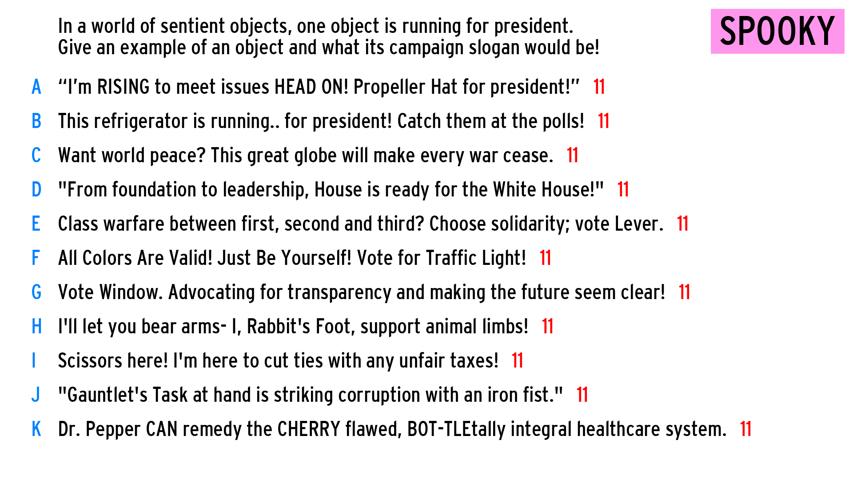 In a world of sentient objects, one object is running for president.
Give an example of an object and what its campaign slogan would be!
SPOOKY
A “I'm RISING to meet issues HEAD ON! Propeller Hat for president!” 11
B This refrigerator is running.. for president! Catch them at the polls! 11
C Want world peace? This great globe will make every war cease. 11
D "From foundation to leadership, House is ready for the White House!" 11
E Class warfare between first, second and third? Choose solidarity; vote Lever. 11
F All Colors Are Valid! Just Be Yourself! Vote for Traffic Light! 11
G Vote Window. Advocating for transparency and making the future seem clear! 11
H I'll let you bear arms- I, Rabbit's Foot, support animal limbs! 11
I Scissors here! I'm here to cut ties with any unfair taxes! 11
J "Gauntlet's Task at hand is striking corruption with an iron fist." 11
K Dr. Pepper CAN remedy the CHERRY flawed, BOT-TLEtally integral healthcare system. 11